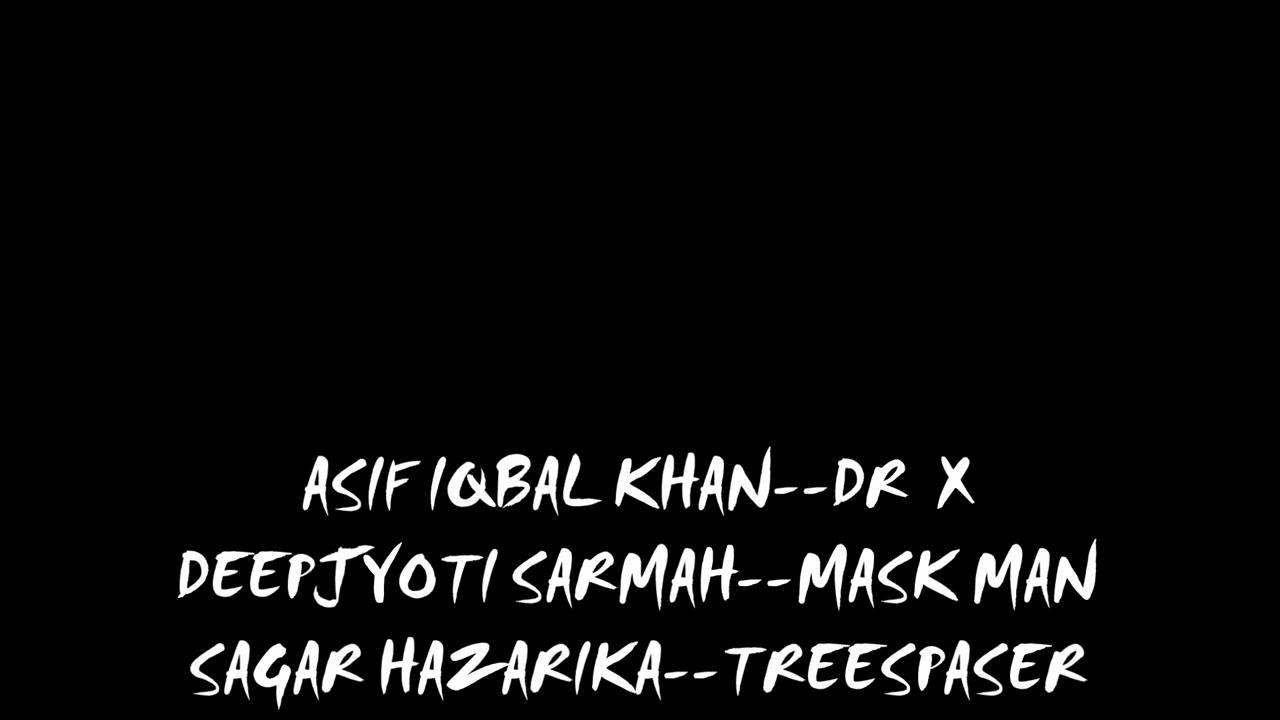 ASIF IQBAL KHAN--DR X
DEEPJYOTI SARMAH--MASK MAN
SAGAR HAZARIKA--TREESPASER